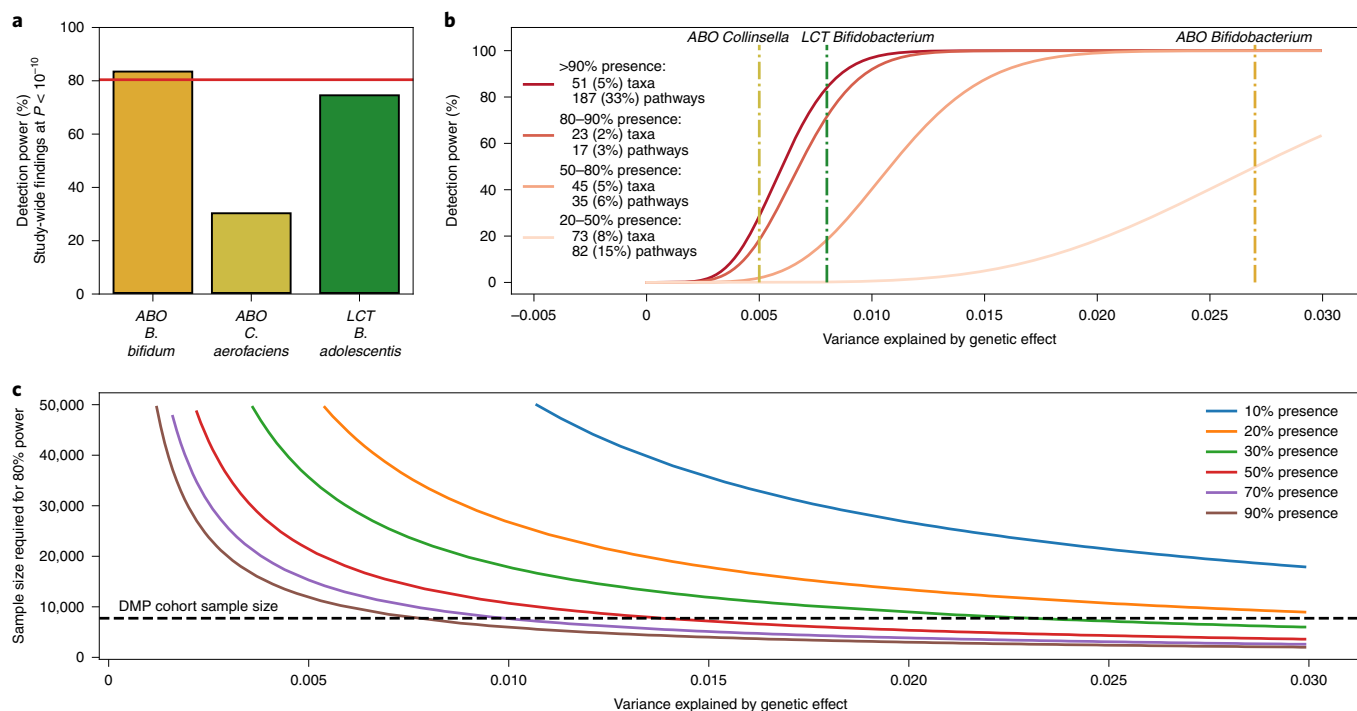 a
Detection power (%)
Study-wide findings at P < 10⁻¹⁰
100
80
60
40
20
0
ABO
B.
bifidum
ABO
C.
aerofaciens
LCT
B.
adolescentis
b
ABO Collinsella
LCT Bifidobacterium
ABO Bifidobacterium
Detection power (%)
100
80
60
40
20
0
>90% presence:
51 (5%) taxa
187 (33%) pathways
80–90% presence:
23 (2%) taxa
17 (3%) pathways
50–80% presence:
45 (5%) taxa
35 (6%) pathways
20–50% presence:
73 (8%) taxa
82 (15%) pathways
–0.005
0
0.005
0.010
0.015
0.020
0.025
0.030
Variance explained by genetic effect
c
Sample size required for 80% power
50,000
40,000
30,000
20,000
10,000
0
DMP cohort sample size
10% presence
20% presence
30% presence
50% presence
70% presence
90% presence
0
0.005
0.010
0.015
0.020
0.025
0.030
Variance explained by genetic effect